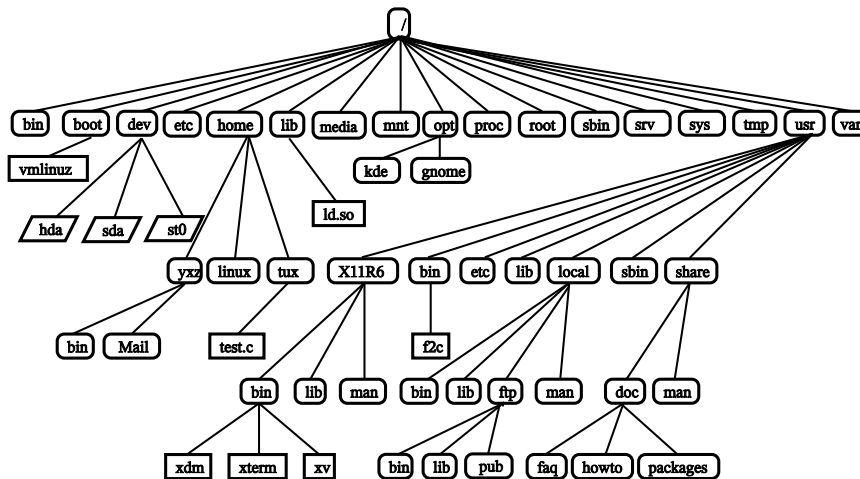 /
bin boot dev etc home lib media mnt opt proc root sbin srv sys tmp usr var
vmlinuz kde gnome
hda sda st0 ld.so
yxz linux tux X11R6 bin etc lib local sbin share
bin Mail test.c f2c
bin lib man bin lib ftp man doc man
xdm xterm xv bin lib pub faq howto packages